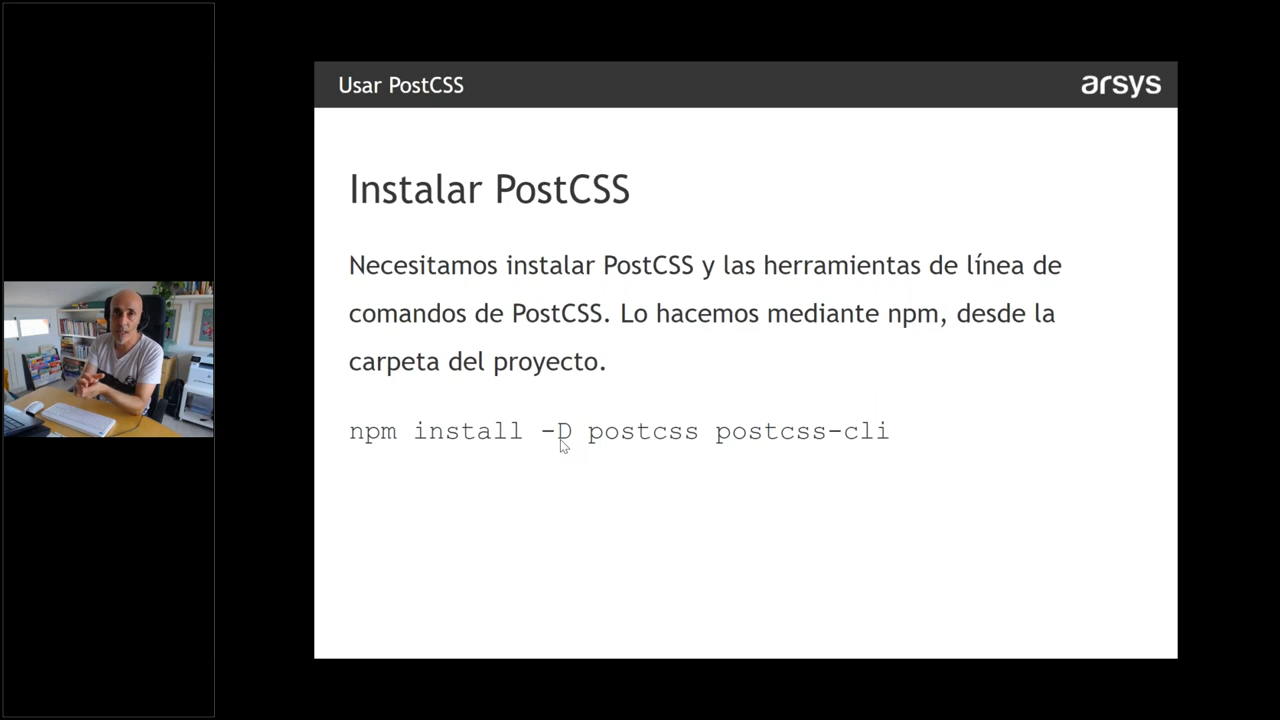 Usar PostCSS
arsys
Instalar PostCSS
Necesitamos instalar PostCSS y las herramientas de línea de
comandos de PostCSS. Lo hacemos mediante npm, desde la
carpeta del proyecto.
npm install -D postcss postcss-cli